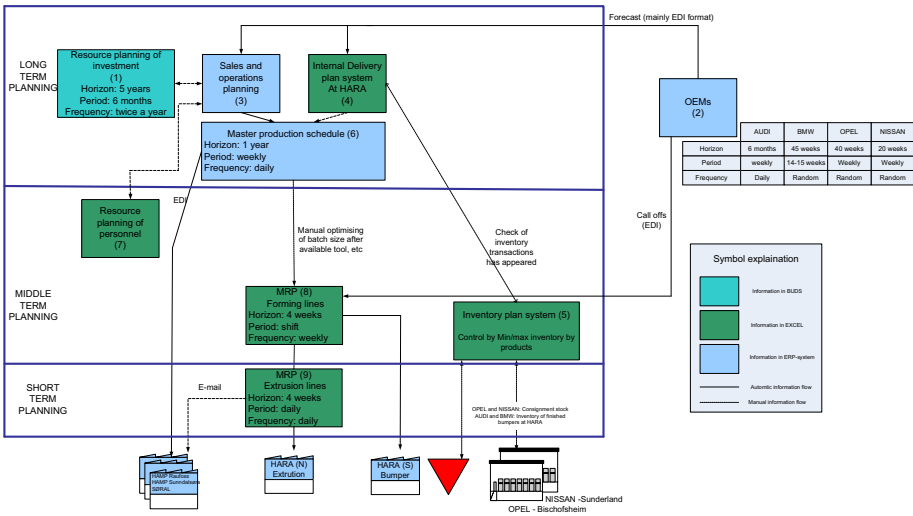 Forecast (mainly EDI format)
LONG
TERM
PLANNING
Resource planning of
investment
(1)
Horizon: 5 years
Period: 6 months
Frequency: twice a year
Sales and
operations
planning
(3)
Internal Delivery
plan system
At HARA
(4)
OEMs
(2)
AUDI BMW OPEL NISSAN
Horizon 6 months 45 weeks 40 weeks 20 weeks
Period weekly 14-15 weeks Weekly Weekly
Frequency Daily Random Random Random
Master production schedule (6)
Horizon: 1 year
Period: weekly
Frequency: daily
EDI
Resource
planning of
personnel
(7)
Manual optimising
of batch size after
available tool, etc
Check of
inventory
transactions
has appeared
Call offs
(EDI)
MIDDLE
TERM
PLANNING
MRP (8)
Forming lines
Horizon: 4 weeks
Period: shift
Frequency: weekly
Inventory plan system (5)
Control by Min/max inventory by
products
Symbol explaination
Information in BUDS
Information in EXCEL
Information in ERP-system
Automtic information flow
Manual information flow
SHORT
TERM
PLANNING
E-mail
MRP (9)
Extrusion lines
Horizon: 4 weeks
Period: daily
Frequency: daily
OPEL and NISSAN: Consignment stock
AUDI and BMW: Inventory of finished
bumpers at HARA
HAMP Raufoss
HAMP Sunndalsøra
SØRAL
HARA (N)
Extrution
HARA (S)
Bumper
NISSAN -Sunderland
OPEL - Bischofsheim